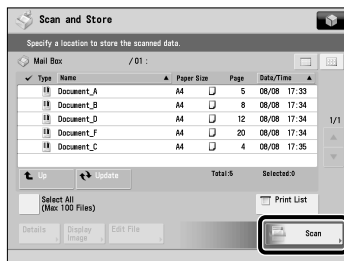 Scan and Store
Specify a location to store the scanned data.
Mail Box / 01 :
✓ Type Name ▲ Paper Size Page Date/Time ▲
Document_A A4 5 08/08 17:33
Document_B A4 8 08/08 17:34
Document_D A4 12 08/08 17:34
Document_F A4 20 08/08 17:34
Document_C A4 4 08/08 17:35
1/1
Up Update Total:5 Selected:0
Select All
(Max 100 Files)
Print List
Details Display Image Edit File
Scan